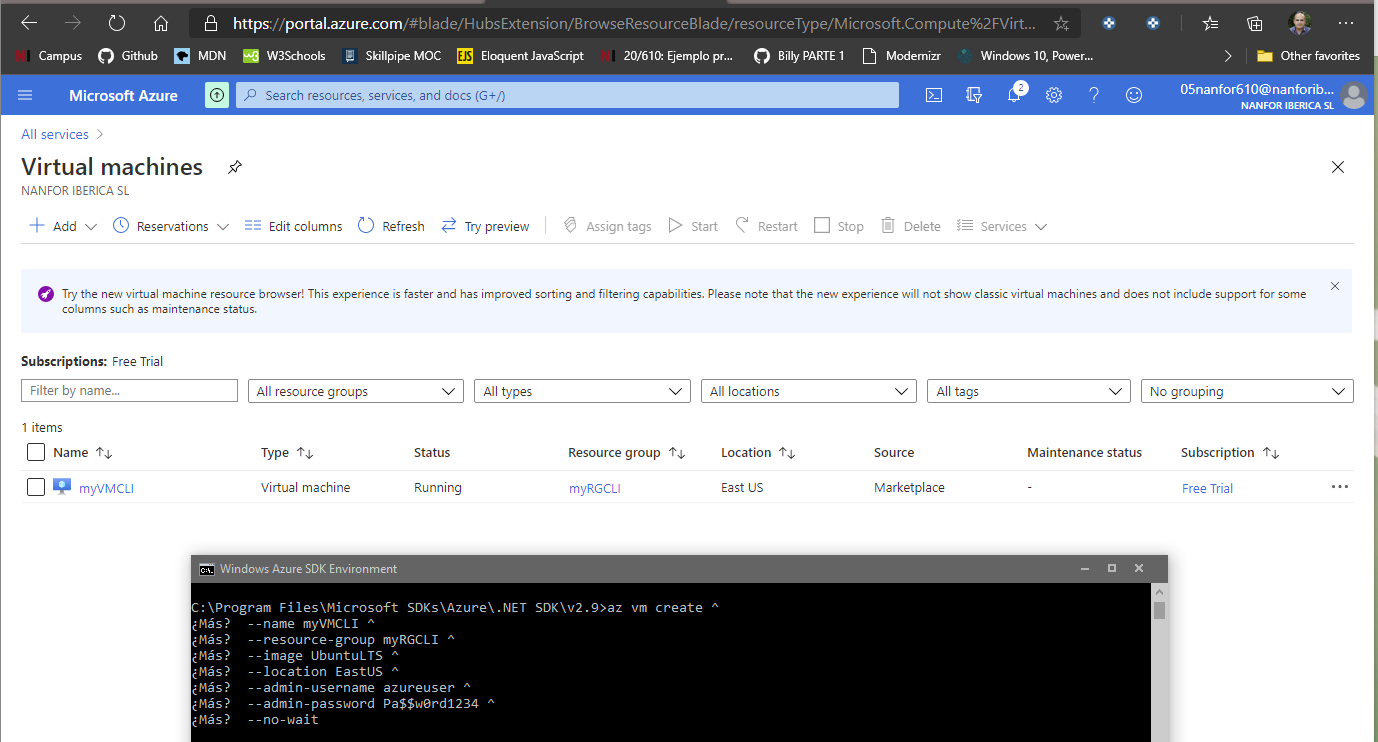 https://portal.azure.com/#blade/HubsExtension/BrowseResourceBlade/resourceType/Microsoft.Compute%2FVirt...
Campus Github MDN W3Schools Skillpipe MOC EJS Eloquent JavaScript 20/610: Ejemplo pr... Billy PARTE 1 Modernizr Windows 10, Power... Other favorites
Microsoft Azure Search resources, services, and docs (G+/) 2 05nanfor610@nanforib...
NANFOR IBERICA SL
All services >
Virtual machines
NANFOR IBERICA SL
Add Reservations Edit columns Refresh Try preview Assign tags Start Restart Stop Delete Services
Try the new virtual machine resource browser! This experience is faster and has improved sorting and filtering capabilities. Please note that the new experience will not show classic virtual machines and does not include support for some
columns such as maintenance status.
Subscriptions: Free Trial
Filter by name... All resource groups All types All locations All tags No grouping
1 items
Name Type Status Resource group Location Source Maintenance status Subscription
myVMCLI Virtual machine Running myRGCLI East US Marketplace - Free Trial
Windows Azure SDK Environment
C:\Program Files\Microsoft SDKs\Azure\.NET SDK\v2.9>az vm create ^
¿Más? --name myVMCLI ^
¿Más? --resource-group myRGCLI ^
¿Más? --image UbuntuLTS ^
¿Más? --location EastUS ^
¿Más? --admin-username azureuser ^
¿Más? --admin-password Pa$$w0rd1234 ^
¿Más? --no-wait